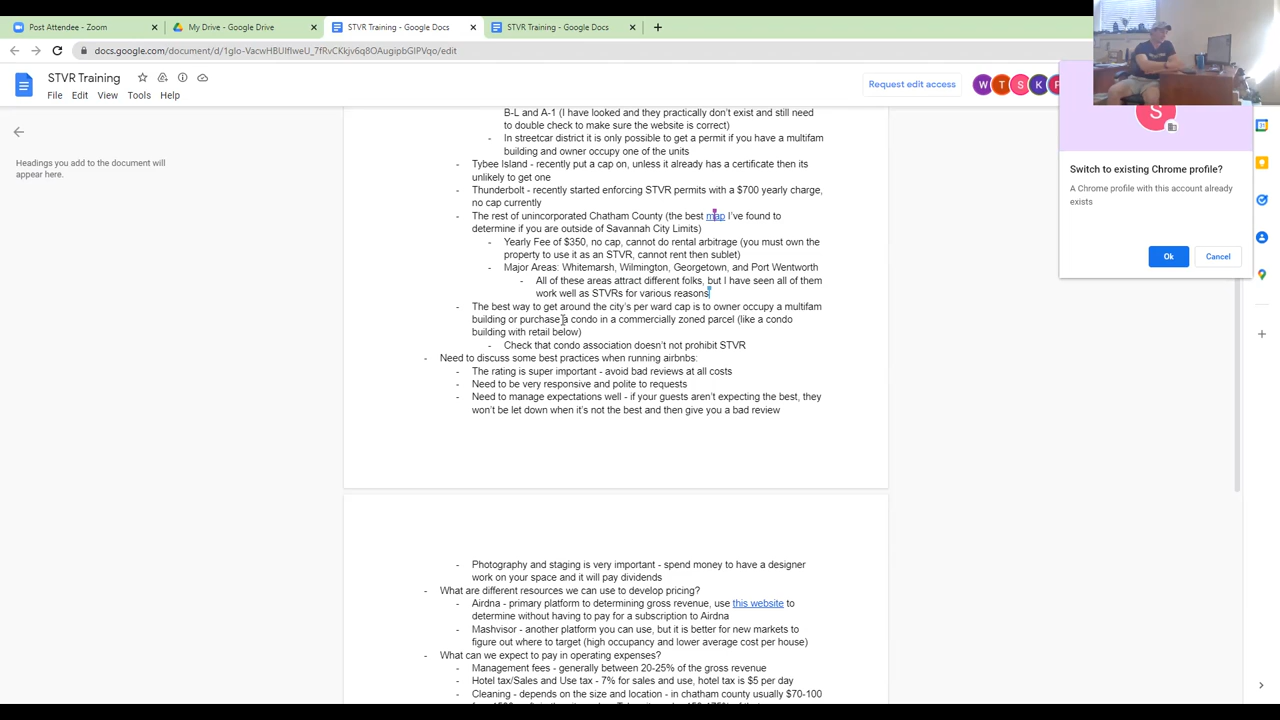 Post Attendee - Zoom
My Drive - Google Drive
STVR Training - Google Docs
STVR Training - Google Docs
STVR Training
File Edit View Tools Help
Request edit access
W T S K
Headings you add to the document will
appear here.
B-L and A-1 (I have looked and they practically don't exist and still need
to double check to make sure the website is correct)
- In streetcar district it is only possible to get a permit if you have a multifam
building and owner occupy one of the units
- Tybee Island - recently put a cap on, unless it already has a certificate then its
unlikely to get one
- Thunderbolt - recently started enforcing STVR permits with a $700 yearly charge,
no cap currently
- The rest of unincorporated Chatham County (the best map I've found to
determine if you are outside of Savannah City Limits)
- Yearly Fee of $350, no cap, cannot do rental arbitrage (you must own the
property to use it as an STVR, cannot rent then sublet)
- Major Areas: Whitemarsh, Wilmington, Georgetown, and Port Wentworth
- All of these areas attract different folks, but I have seen all of them
work well as STVRs for various reasons
- The best way to get around the city's per ward cap is to owner occupy a multifam
building or purchase a condo in a commercially zoned parcel (like a condo
building with retail below)
- Check that condo association doesn't not prohibit STVR
- Need to discuss some best practices when running airbnbs:
- The rating is super important - avoid bad reviews at all costs
- Need to be very responsive and polite to requests
- Need to manage expectations well - if your guests aren't expecting the best, they
won't be let down when it's not the best and then give you a bad review
- Photography and staging is very important - spend money to have a designer
work on your space and it will pay dividends
- What are different resources we can use to develop pricing?
- Airdna - primary platform to determining gross revenue, use this website to
determine without having to pay for a subscription to Airdna
- Mashvisor - another platform you can use, but it is better for new markets to
figure out where to target (high occupancy and lower average cost per house)
- What can we expect to pay in operating expenses?
- Management fees - generally between 20-25% of the gross revenue
- Hotel tax/Sales and Use tax - 7% for sales and use, hotel tax is $5 per day
- Cleaning - depends on the size and location - in chatham county usually $70-100
S
Switch to existing Chrome profile?
A Chrome profile with this account already
exists
Ok
Cancel